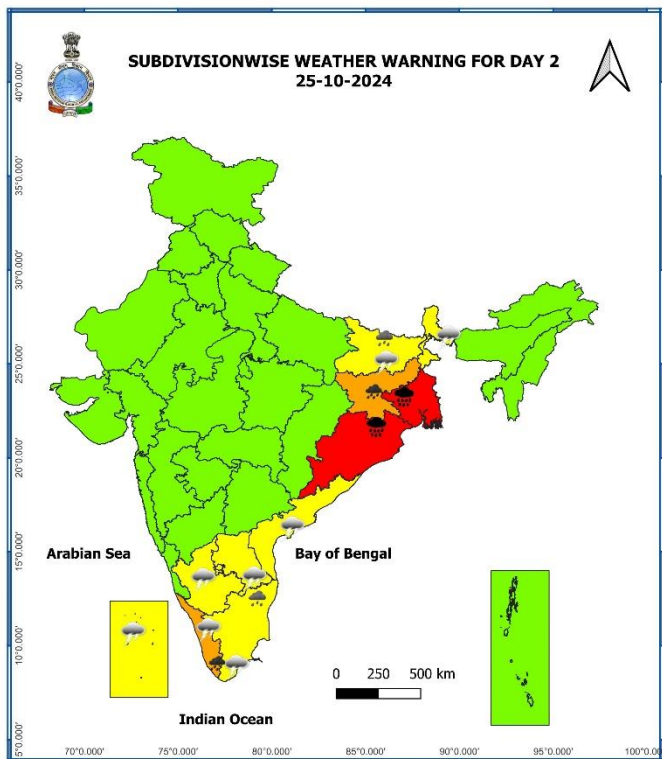 SUBDIVISIONWISE WEATHER WARNING FOR DAY 2
25-10-2024
40°0.000'
35°0.000'
30°0.000'
25°0.000'
20°0.000'
15°0.000'
10°0.000'
5°0.000'
Arabian Sea
Bay of Bengal
0 250 500 km
Indian Ocean
70°0.000' 75°0.000' 80°0.000' 85°0.000' 90°0.000' 95°0.000' 100°0.000'